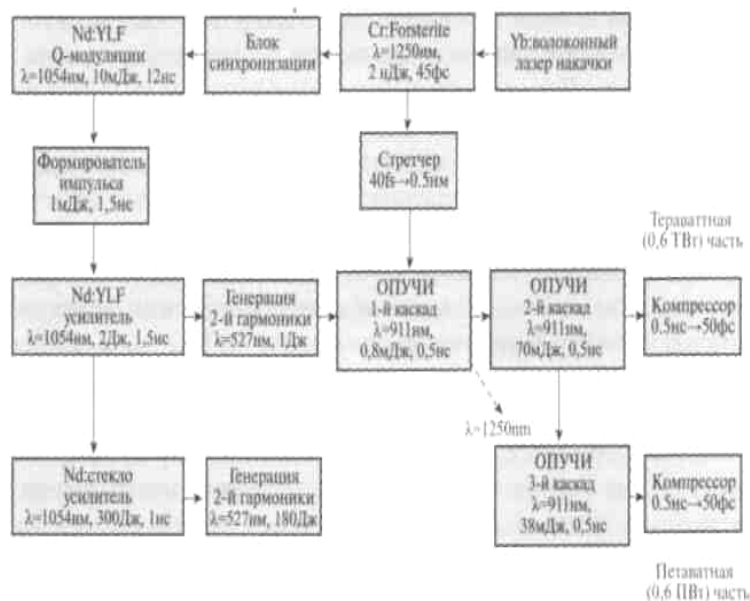 Nd:YLF
Q-модуляции
λ=1054нм, 10мДж, 12нс
Блок
синхронизации
Cr:Forsterite
λ=1250нм,
2 нДж, 45фс
Yb:волоконный
лазер накачки
Формирователь
импульса
1мДж, 1,5нс
Стретчер
40fs→0.5нм
Тераваттная
(0,6 ТВт) часть
Nd:YLF
усилитель
λ=1054нм, 2Дж, 1,5нс
Генерация
2-й гармоники
λ=527нм, 1Дж
ОПУЧИ
1-й каскад
λ=911нм,
0,8мДж, 0,5нс
ОПУЧИ
2-й каскад
λ=911нм,
70мДж, 0,5нс
Компрессор
0.5нс→50фс
λ=1250nm
Nd:стекло
усилитель
λ=1054нм, 300Дж, 1нс
Генерация
2-й гармоники
λ=527нм, 180Дж
ОПУЧИ
3-й каскад
λ=911нм,
38мДж, 0,5нс
Компрессор
0.5нс→50фс
Петаватная
(0,6 ПВт) часть